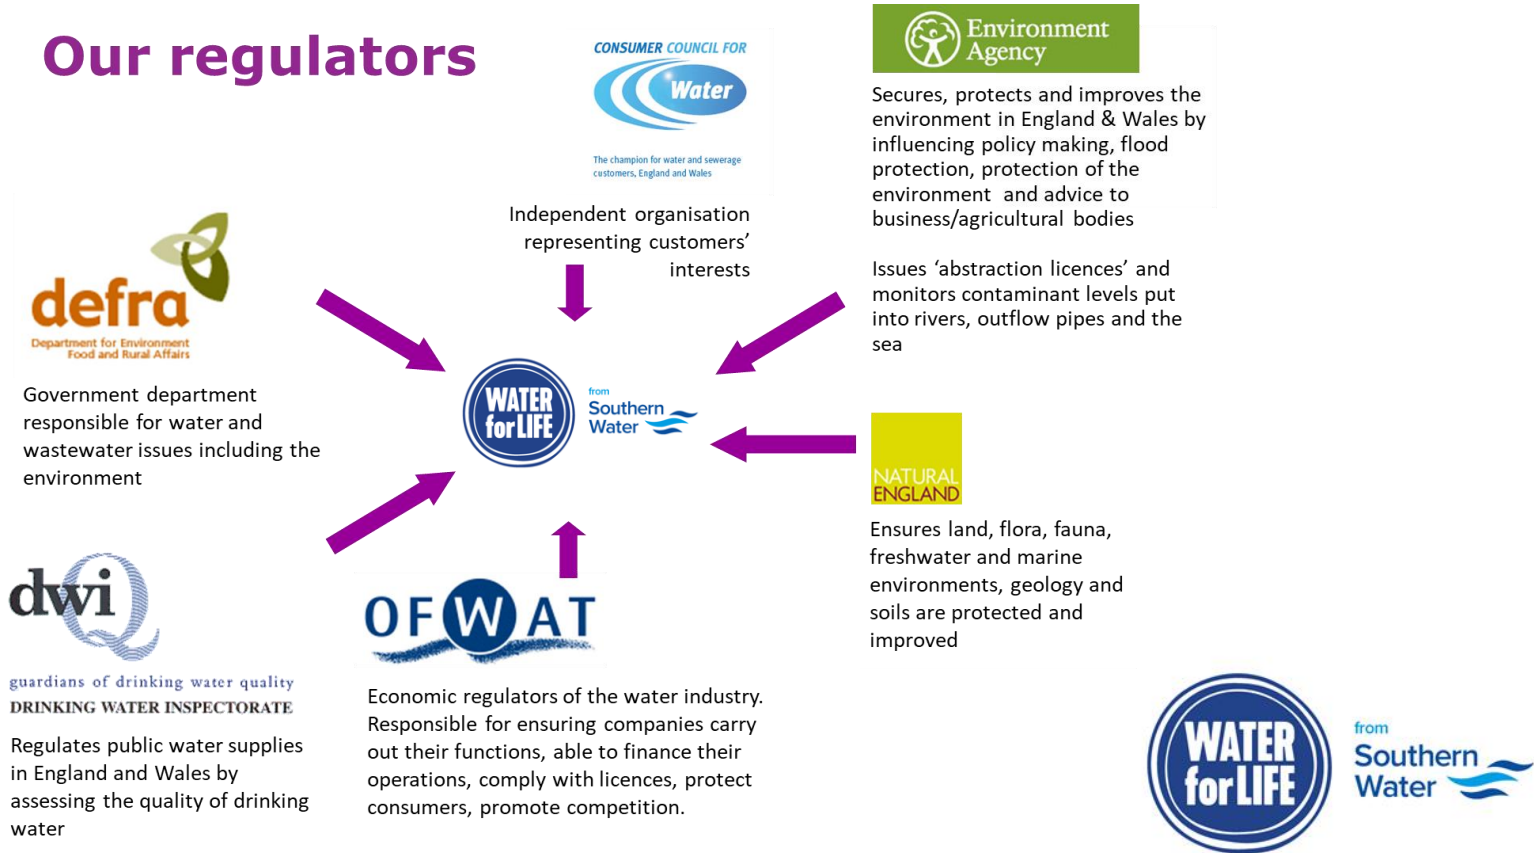 Our regulators
CONSUMER COUNCIL FOR
Water
The champion for water and sewerage
customers, England and Wales
Independent organisation
representing customers’
interests
Environment
Agency
Secures, protects and improves the
environment in England & Wales by
influencing policy making, flood
protection, protection of the
environment  and advice to
business/agricultural bodies
Issues ‘abstraction licences’ and
monitors contaminant levels put
into rivers, outflow pipes and the
sea
defra
Department for Environment
Food and Rural Affairs
Government department
responsible for water and
wastewater issues including the
environment
WATER
for LIFE
from
Southern
Water
NATURAL
ENGLAND
Ensures land, flora, fauna,
freshwater and marine
environments, geology and
soils are protected and
improved
dwi
guardians of drinking water quality
DRINKING WATER INSPECTORATE
Regulates public water supplies
in England and Wales by
assessing the quality of drinking
water
OFWAT
Economic regulators of the water industry.
Responsible for ensuring companies carry
out their functions, able to finance their
operations, comply with licences, protect
consumers, promote competition.
WATER
for LIFE
from
Southern
Water